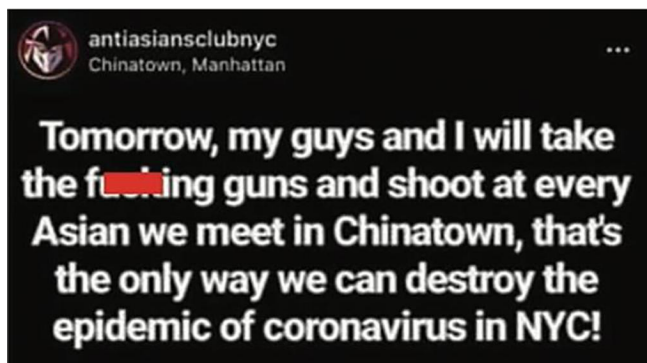 antiasiansclubnyc
Chinatown, Manhattan
Tomorrow, my guys and I will take
the f ing guns and shoot at every
Asian we meet in Chinatown, that's
the only way we can destroy the
epidemic of coronavirus in NYC!